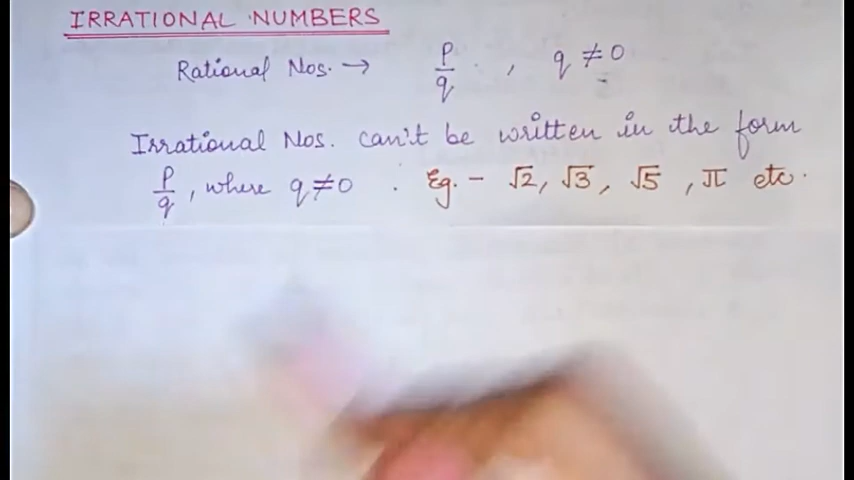 IRRATIONAL NUMBERS
Rational Nos. → p/q , q ≠ 0
Irrational Nos. can't be written in the form
p/q , where q ≠ 0 . Eg. - √2, √3, √5 , π etc.